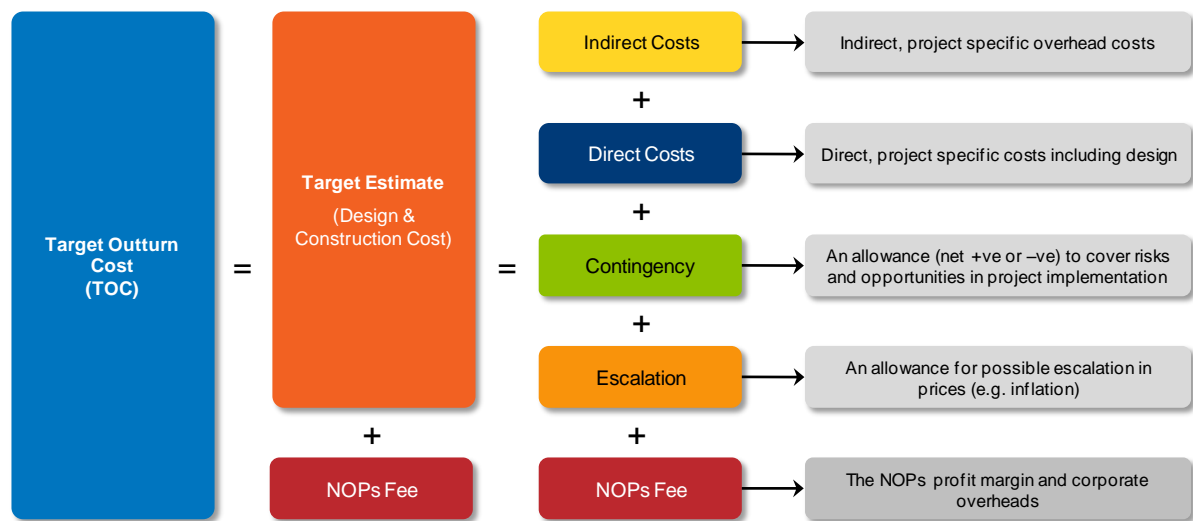 Target Outturn
Cost
(TOC)
=
Target Estimate
(Design &
Construction Cost)
+
NOPs Fee
=
Indirect Costs
Indirect, project specific overhead costs
+
Direct Costs
Direct, project specific costs including design
+
Contingency
An allowance (net +ve or –ve) to cover risks
and opportunities in project implementation
+
Escalation
An allowance for possible escalation in
prices (e.g. inflation)
+
NOPs Fee
The NOPs profit margin and corporate
overheads